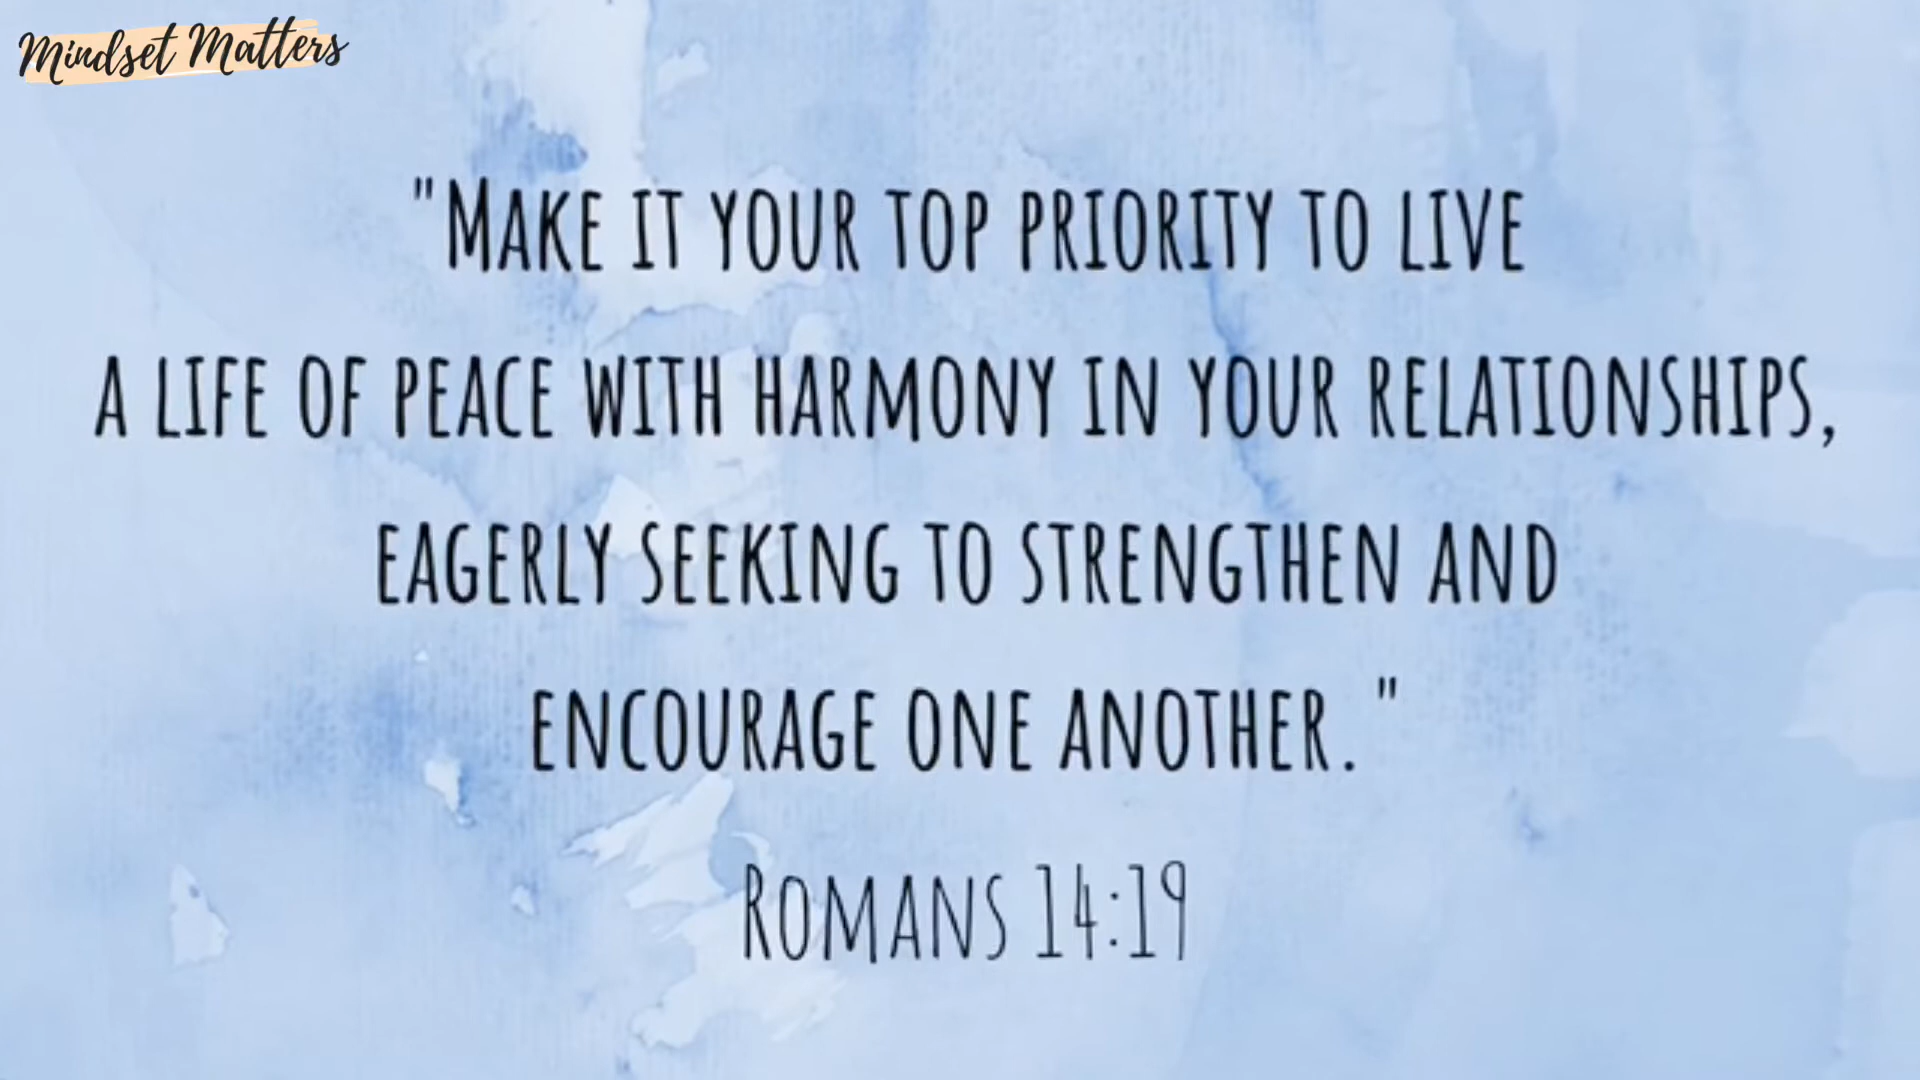 Mindset Matters
"Make it your top priority to live
a life of peace with harmony in your relationships,
eagerly seeking to strengthen and
encourage one another. "
Romans 14:19